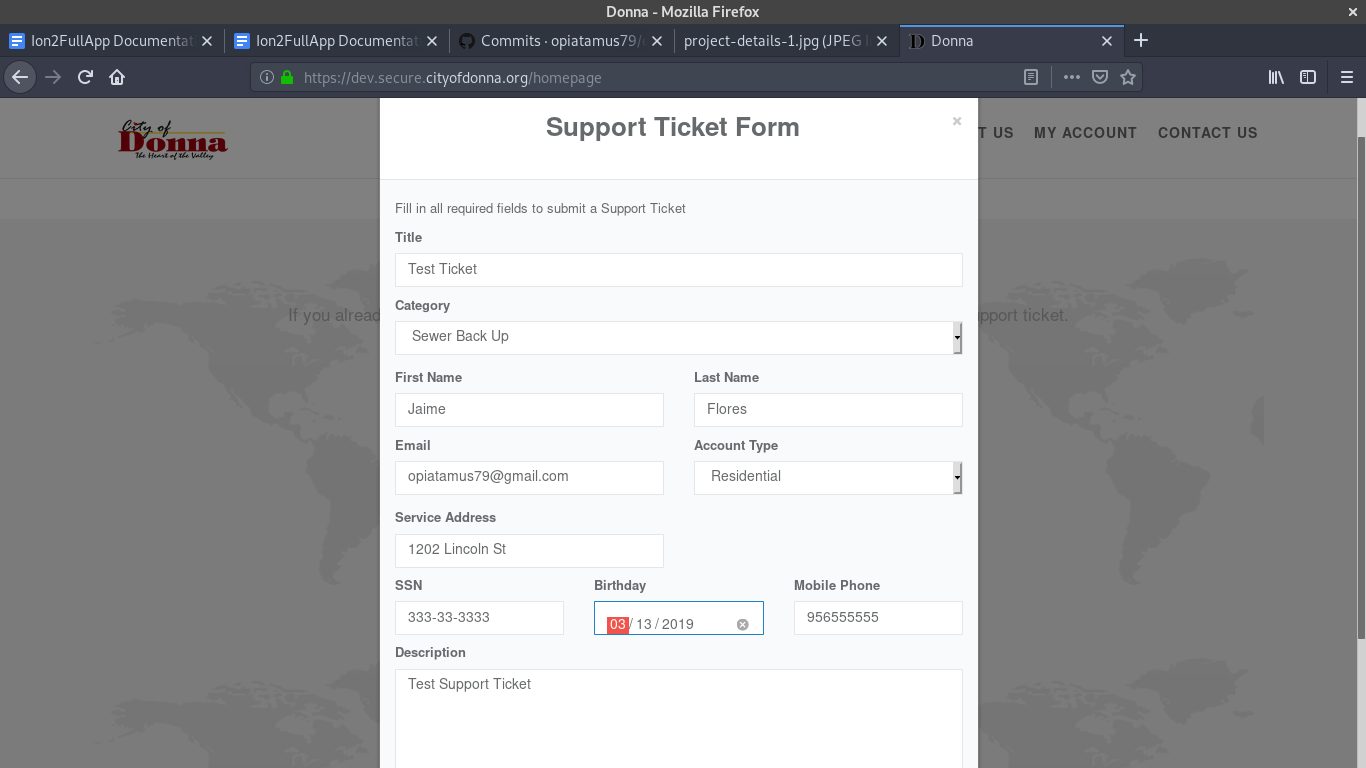 Donna - Mozilla Firefox
Ion2FullApp Documentat
Ion2FullApp Documentat
Commits · opiatamus79/
project-details-1.jpg (JPEG
Donna
https://dev.secure.cityofdonna.org/homepage
City of
Donna
The Heart of the Valley
Support Ticket Form
T US MY ACCOUNT CONTACT US
Fill in all required fields to submit a Support Ticket
Title
Test Ticket
If you alread
pport ticket.
Category
Sewer Back Up
First Name Last Name
Jaime Flores
Email Account Type
opiatamus79@gmail.com Residential
Service Address
1202 Lincoln St
SSN Birthday Mobile Phone
333-33-3333 03 / 13 / 2019 956555555
Description
Test Support Ticket